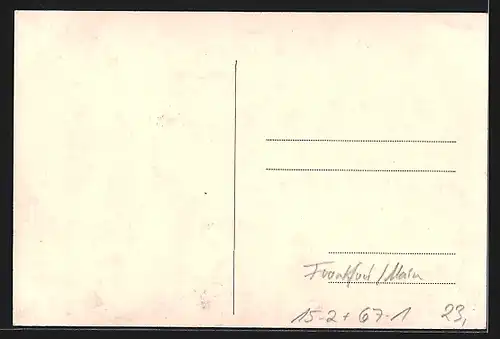 Frankfurt/Main
15-2 + 67-1 23,-